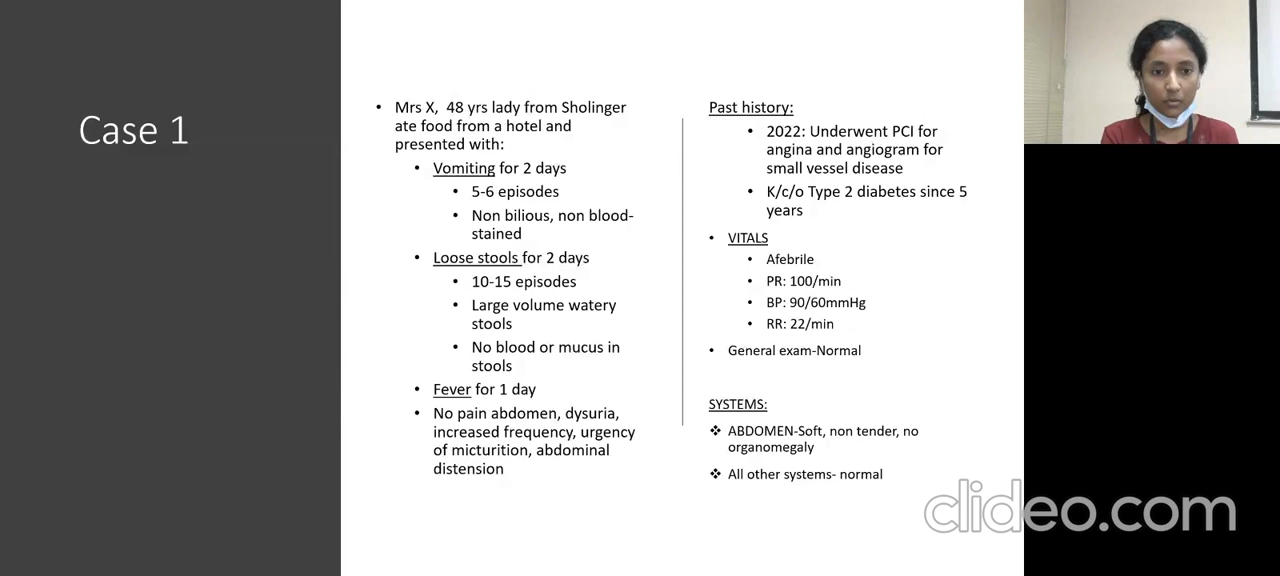 Case 1
• Mrs X, 48 yrs lady from Sholinger
ate food from a hotel and
presented with:
• Vomiting for 2 days
• 5-6 episodes
• Non bilious, non blood-
stained
• Loose stools for 2 days
• 10-15 episodes
• Large volume watery
stools
• No blood or mucus in
stools
• Fever for 1 day
• No pain abdomen, dysuria,
increased frequency, urgency
of micturition, abdominal
distension
Past history:
• 2022: Underwent PCI for
angina and angiogram for
small vessel disease
• K/c/o Type 2 diabetes since 5
years
• VITALS
• Afebrile
• PR: 100/min
• BP: 90/60mmHg
• RR: 22/min
• General exam-Normal
SYSTEMS:
❖ ABDOMEN-Soft, non tender, no
organomegaly
❖ All other systems- normal
clideo.com